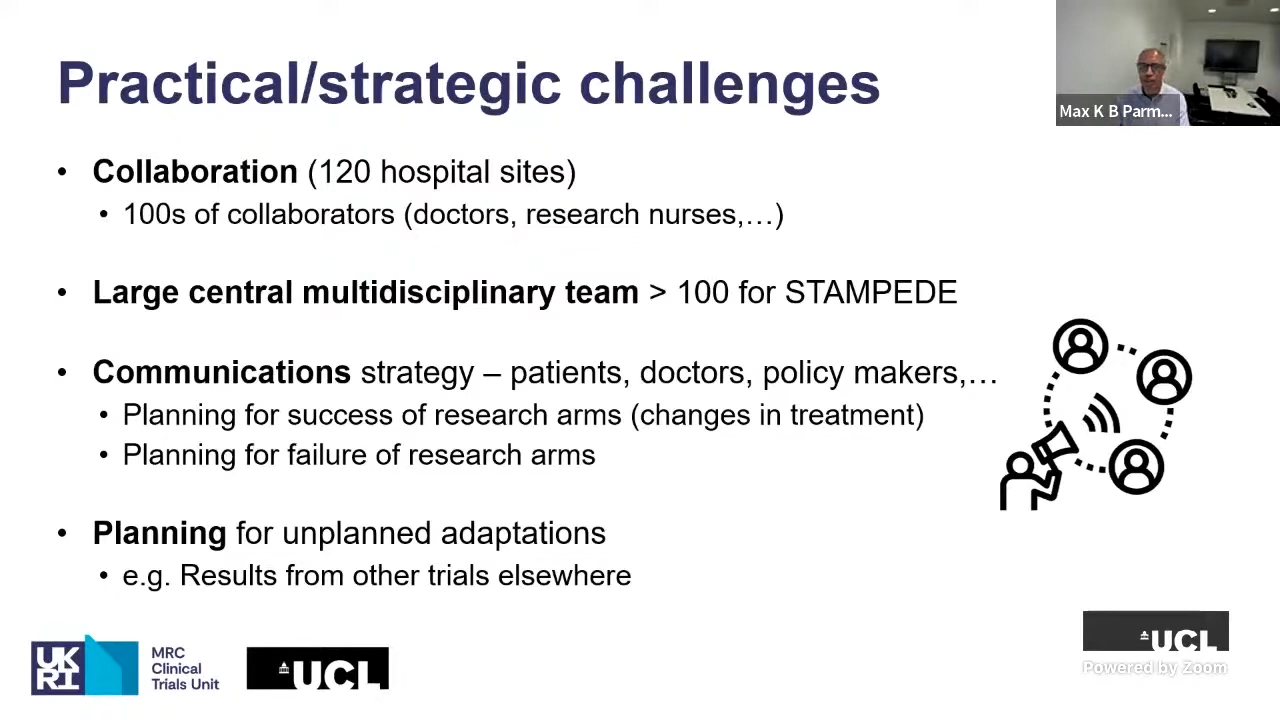 Practical/strategic challenges
Max K B Parm...
• Collaboration (120 hospital sites)
• 100s of collaborators (doctors, research nurses,…)
• Large central multidisciplinary team > 100 for STAMPEDE
• Communications strategy – patients, doctors, policy makers,…
• Planning for success of research arms (changes in treatment)
• Planning for failure of research arms
• Planning for unplanned adaptations
• e.g. Results from other trials elsewhere
UK
RI
MRC
Clinical
Trials Unit
UCL
UCL
Powered by Zoom